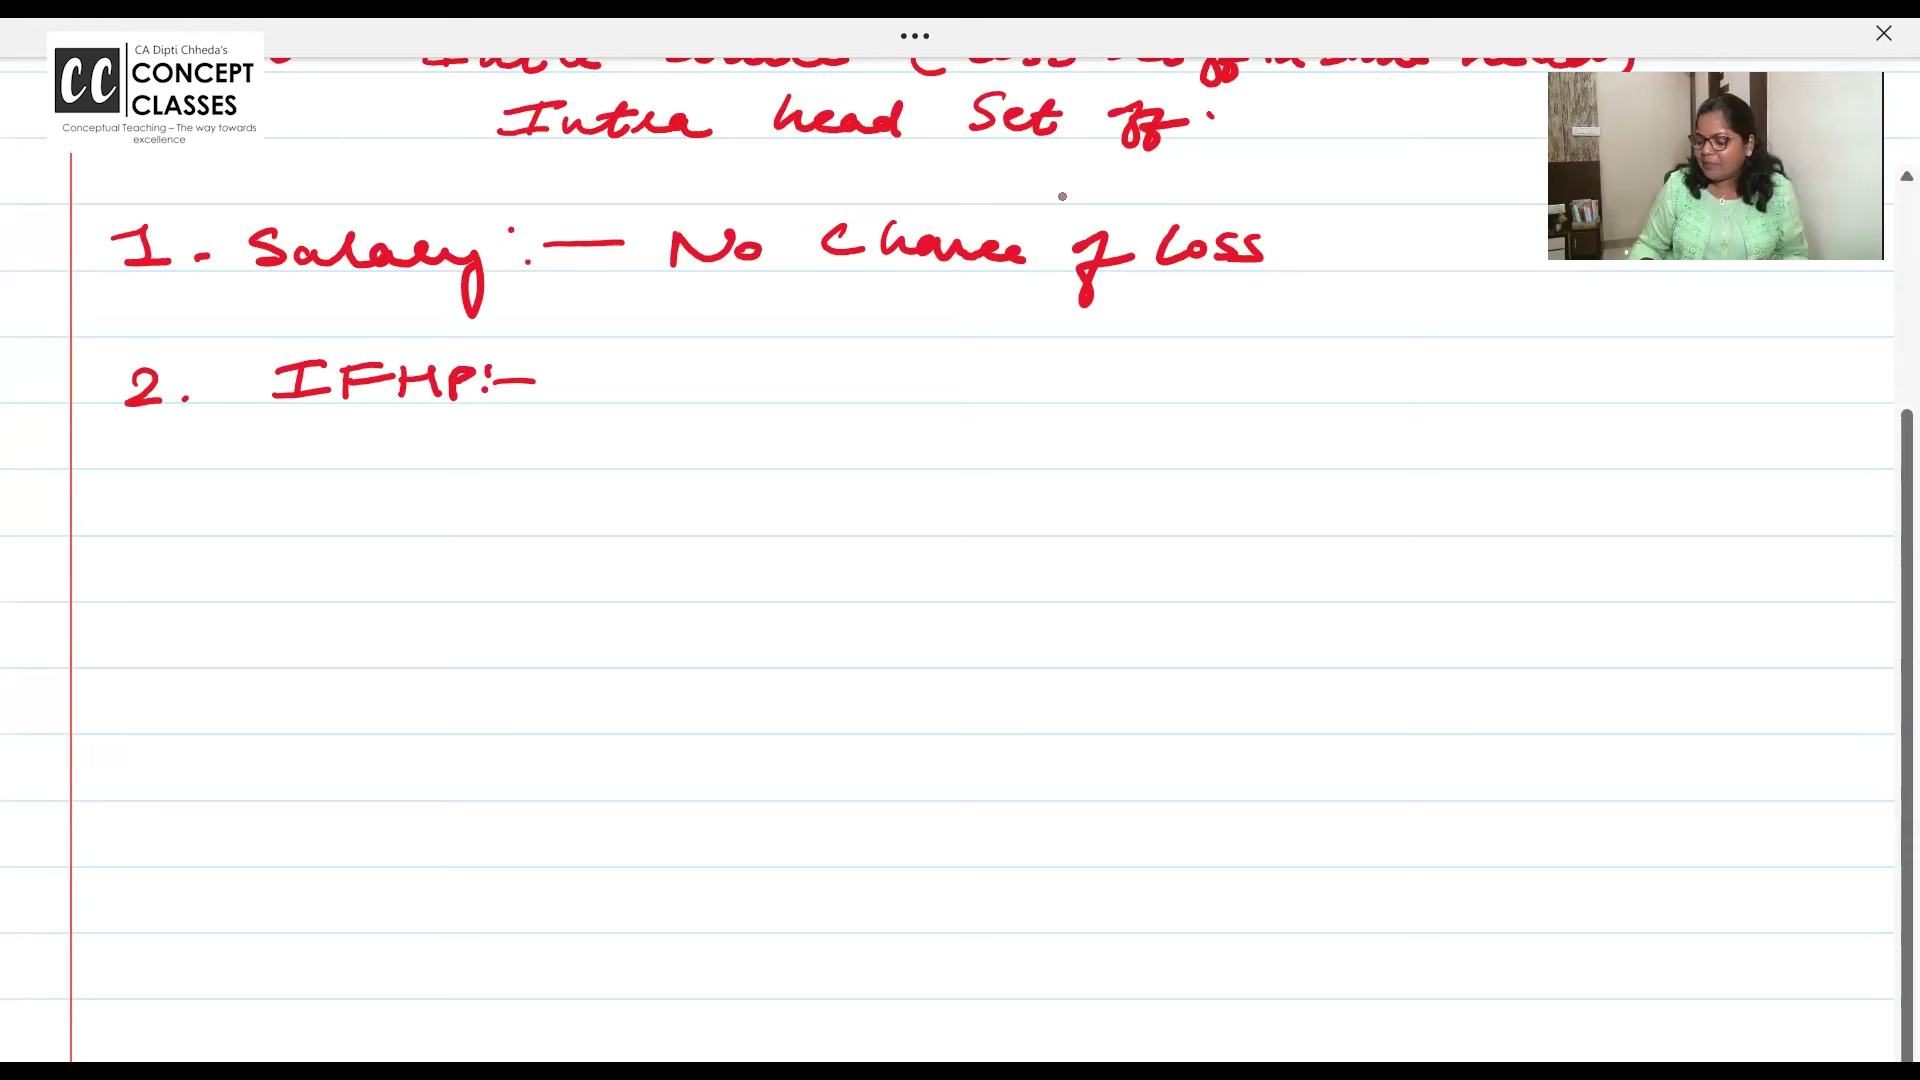 CA Dipti Chheda's
CC CONCEPT
CLASSES
Conceptual Teaching – The way towards
excellence
Intra head Set off.
1. Salary :— No Chance of Loss
2. IFHP:-